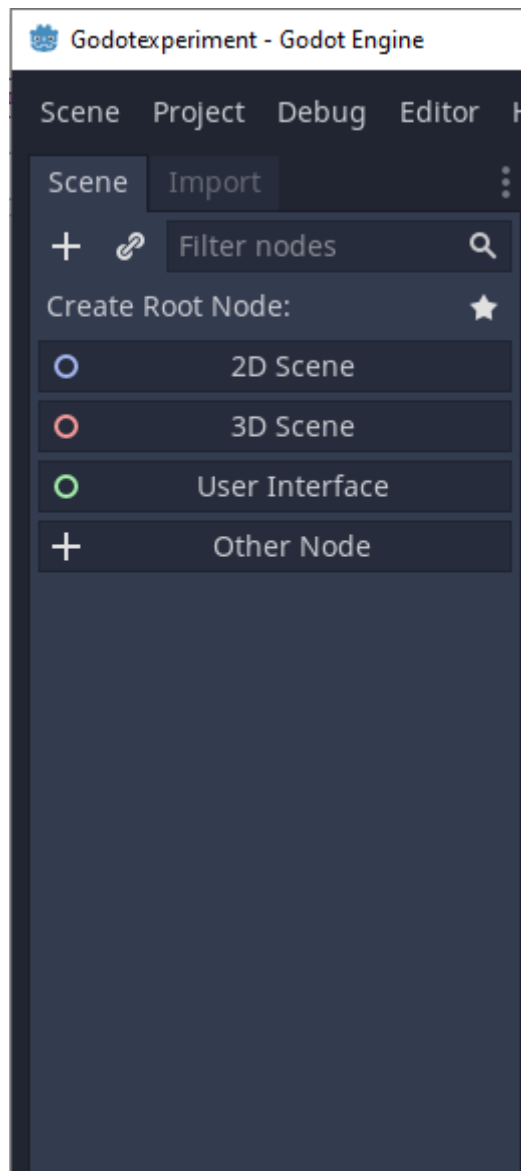 Godotexperiment - Godot Engine
Scene Project Debug Editor
Scene Import
Filter nodes
Create Root Node:
2D Scene
3D Scene
User Interface
Other Node